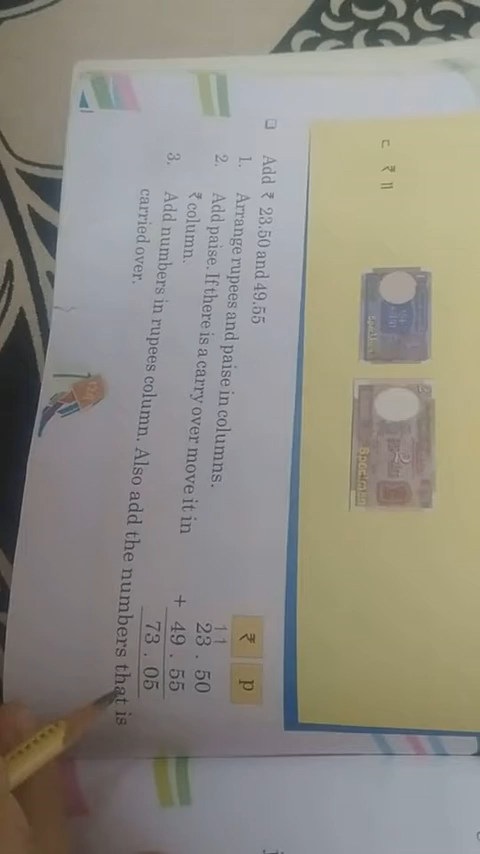 c. ₹ 11
Add ₹ 23.50 and 49.55
1. Arrange rupees and paise in columns.
2. Add paise. If there is a carry over move it in
₹ column.
3. Add numbers in rupees column. Also add the numbers that is
carried over.
₹ p
1 1
23 . 50
+ 49 . 55
73 . 05